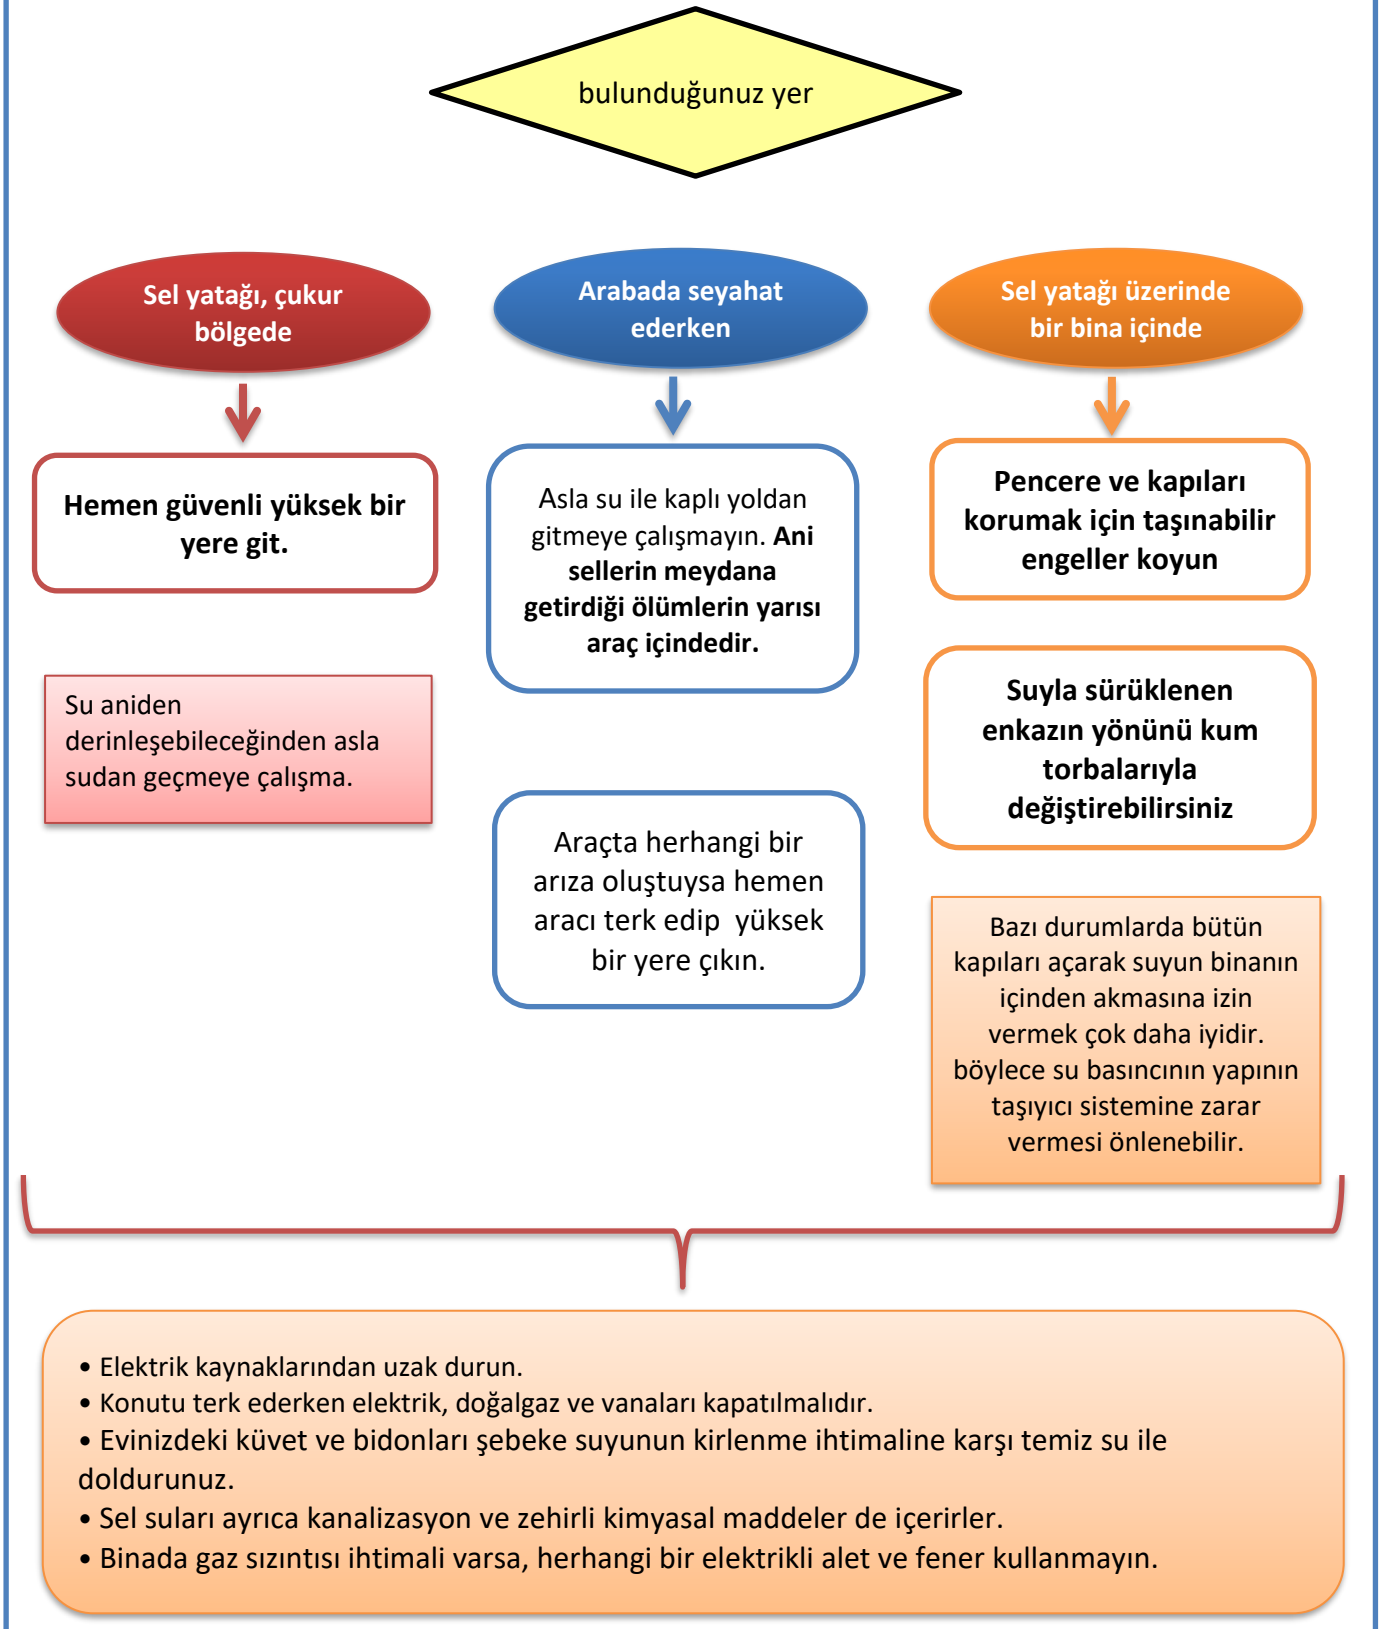 bulunduğunuz yer
Sel yatağı, çukur
bölgede
Hemen güvenli yüksek bir
yere git.
Su aniden
derinleşebileceğinden asla
sudan geçmeye çalışma.
Arabada seyahat
ederken
Asla su ile kaplı yoldan
gitmeye çalışmayın. Ani
sellerin meydana
getirdiği ölümlerin yarısı
araç içindedir.
Araçta herhangi bir
arıza oluştuysa hemen
aracı terk edip  yüksek
bir yere çıkın.
Sel yatağı üzerinde
bir bina içinde
Pencere ve kapıları
korumak için taşınabilir
engeller koyun
Suyla sürüklenen
enkazın yönünü kum
torbalarıyla
değiştirebilirsiniz
Bazı durumlarda bütün
kapıları açarak suyun binanın
içinden akmasına izin
vermek çok daha iyidir.
böylece su basıncının yapının
taşıyıcı sistemine zarar
vermesi önlenebilir.
• Elektrik kaynaklarından uzak durun.
• Konutu terk ederken elektrik, doğalgaz ve vanaları kapatılmalıdır.
• Evinizdeki küvet ve bidonları şebeke suyunun kirlenme ihtimaline karşı temiz su ile
doldurunuz.
• Sel suları ayrıca kanalizasyon ve zehirli kimyasal maddeler de içerirler.
• Binada gaz sızıntısı ihtimali varsa, herhangi bir elektrikli alet ve fener kullanmayın.